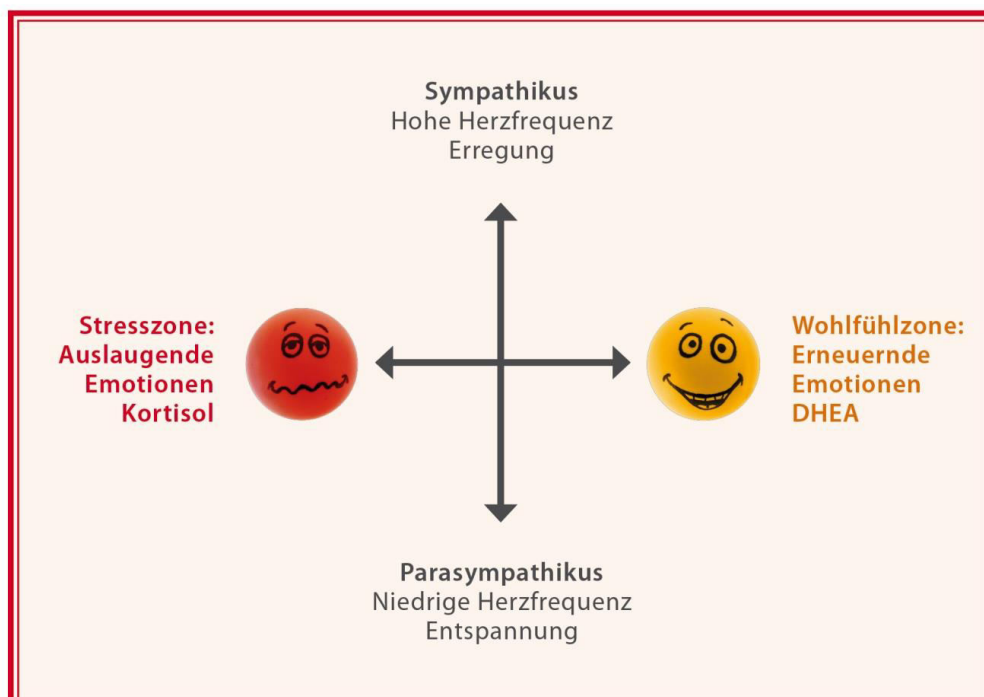 Sympathikus
Hohe Herzfrequenz
Erregung
Stresszone:
Auslaugende
Emotionen
Kortisol
Wohlfühlzone:
Erneuernde
Emotionen
DHEA
Parasympathikus
Niedrige Herzfrequenz
Entspannung